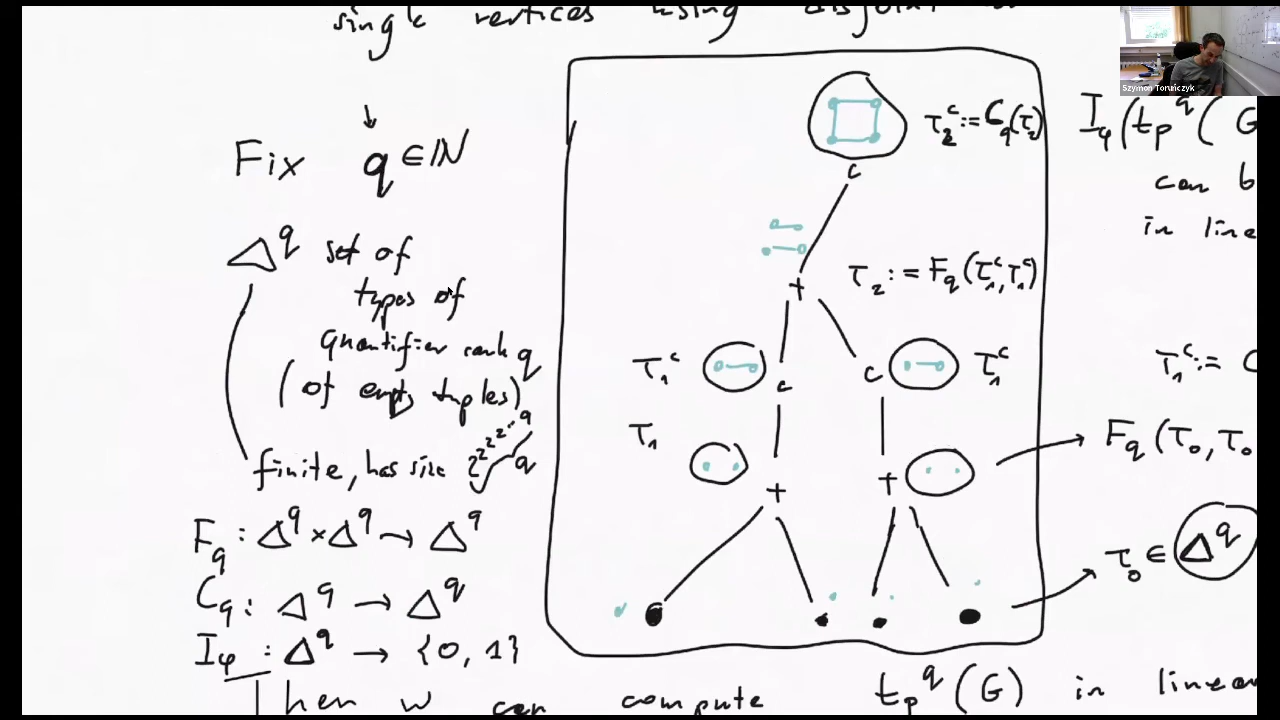 single vertices using disjoint
Szymon Toruńczyk
Fix q ∈ ℕ
Δ^q set of
types of
quantifier rank q
(of empty tuples)
finite, has size 2^2^2^2^...^q q
F_q : Δ^q × Δ^q → Δ^q
C_q : Δ^q → Δ^q
I_φ : Δ^q → {0, 1}
Then w can compute tp^q (G) in linear
τ_2^c := C_q(τ_2)
c
+
τ_2 := F_q (τ_1^c, τ_1^c)
τ_1^c c c τ_1^c
τ_1
+ +
I_φ(tp^q( G
can b
in line
τ_1^c := C
F_q (τ_0, τ_0
τ_0 ∈ Δ^q